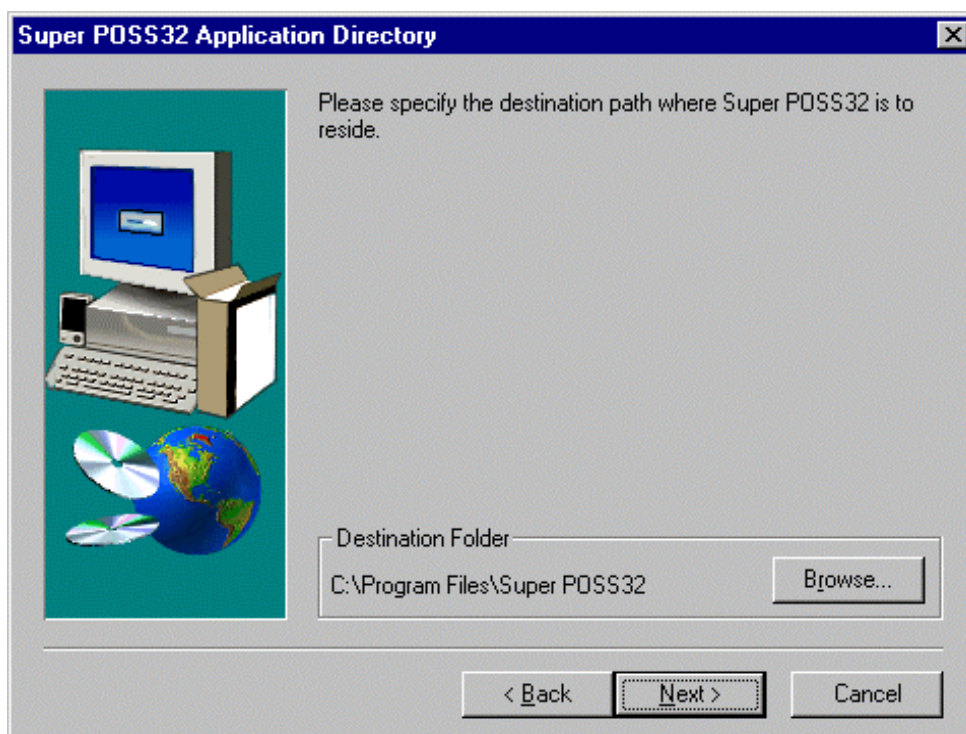 Super POSS32 Application Directory
Please specify the destination path where Super POSS32 is to
reside.
Destination Folder
C:\Program Files\Super POSS32
Browse...
< Back
Next >
Cancel